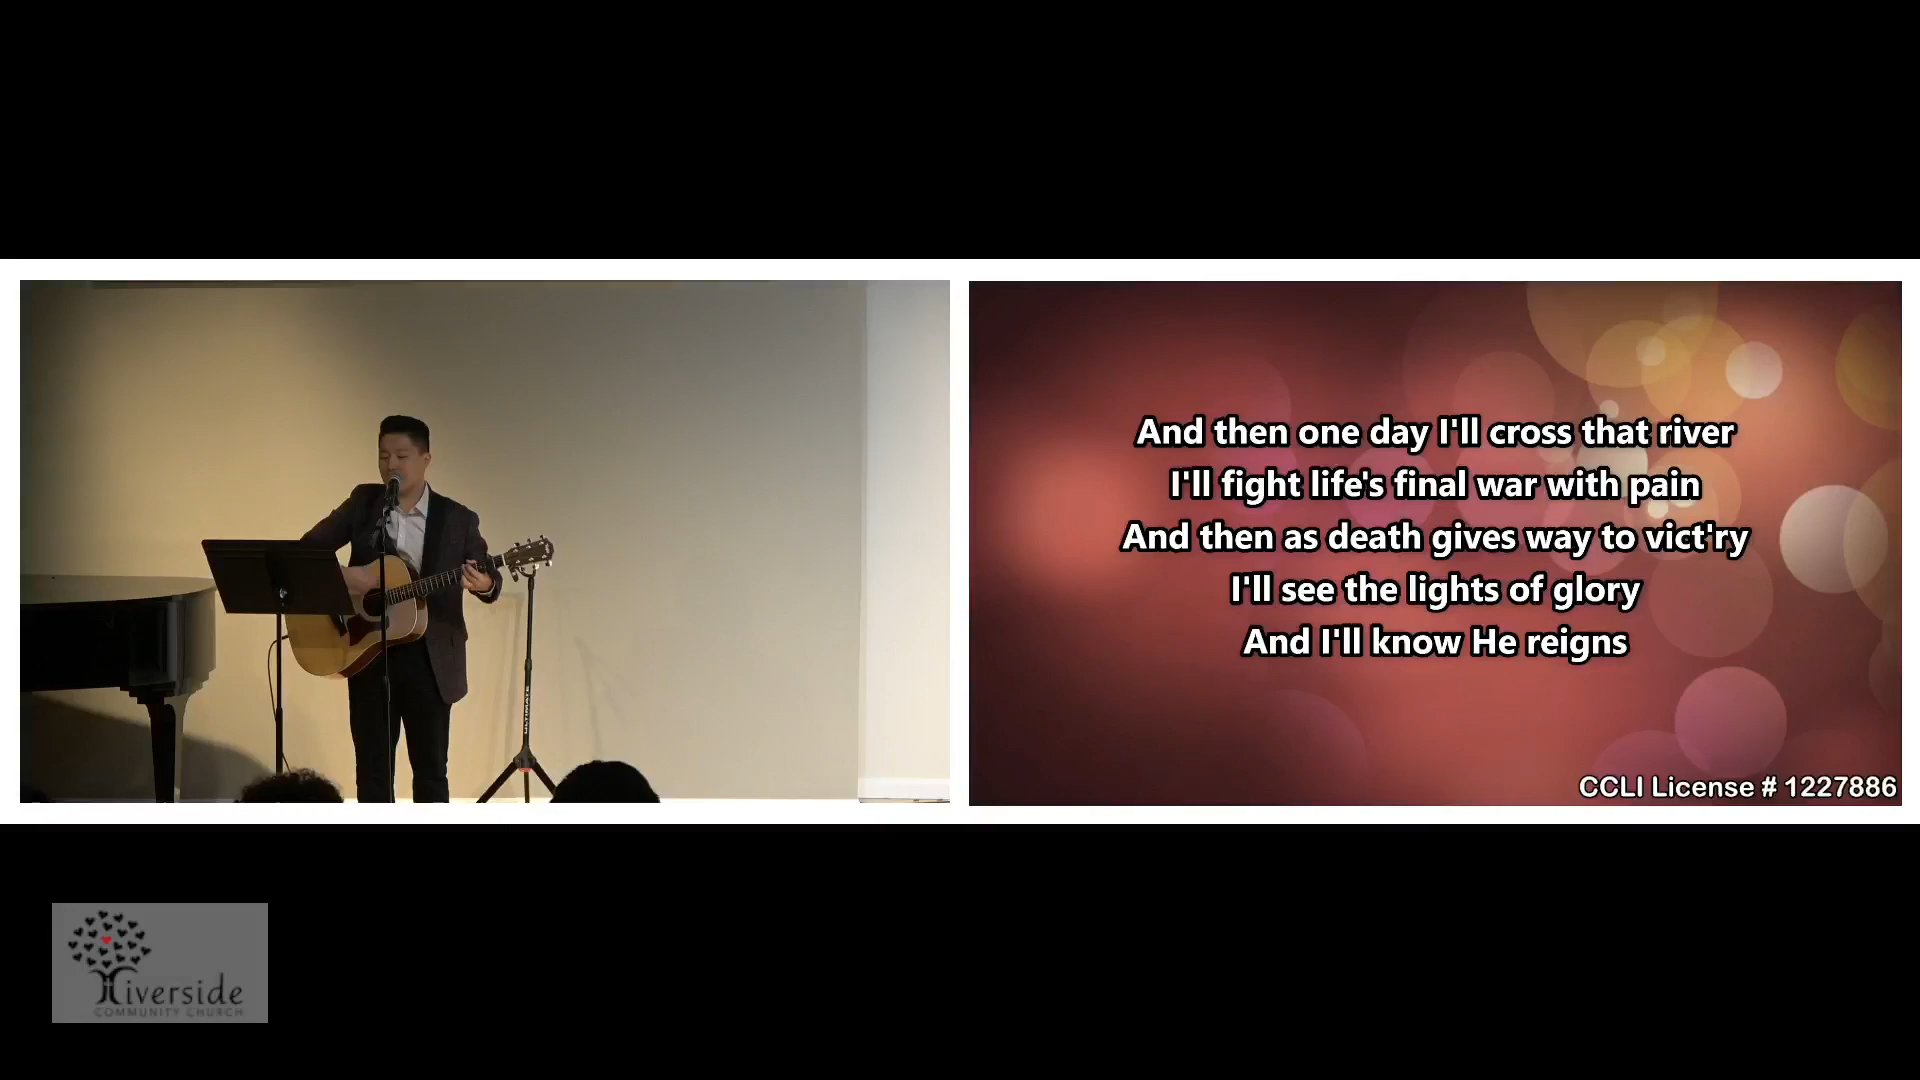 And then one day I'll cross that river
I'll fight life's final war with pain
And then as death gives way to vict'ry
I'll see the lights of glory
And I'll know He reigns
CCLI License # 1227886
ULTIMATE
Riverside
COMMUNITY CHURCH